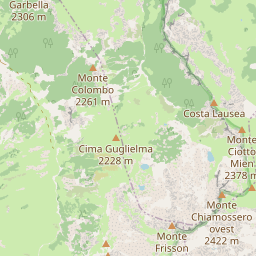 Garbella
2306 m
Monte
Colombo
2261 m
Costa Lausea
Monte
Ciotto
Mien
2378 m
Cima Guglielma
2228 m
Monte
Chiamossero
ovest
2422 m
Monte
Frisson